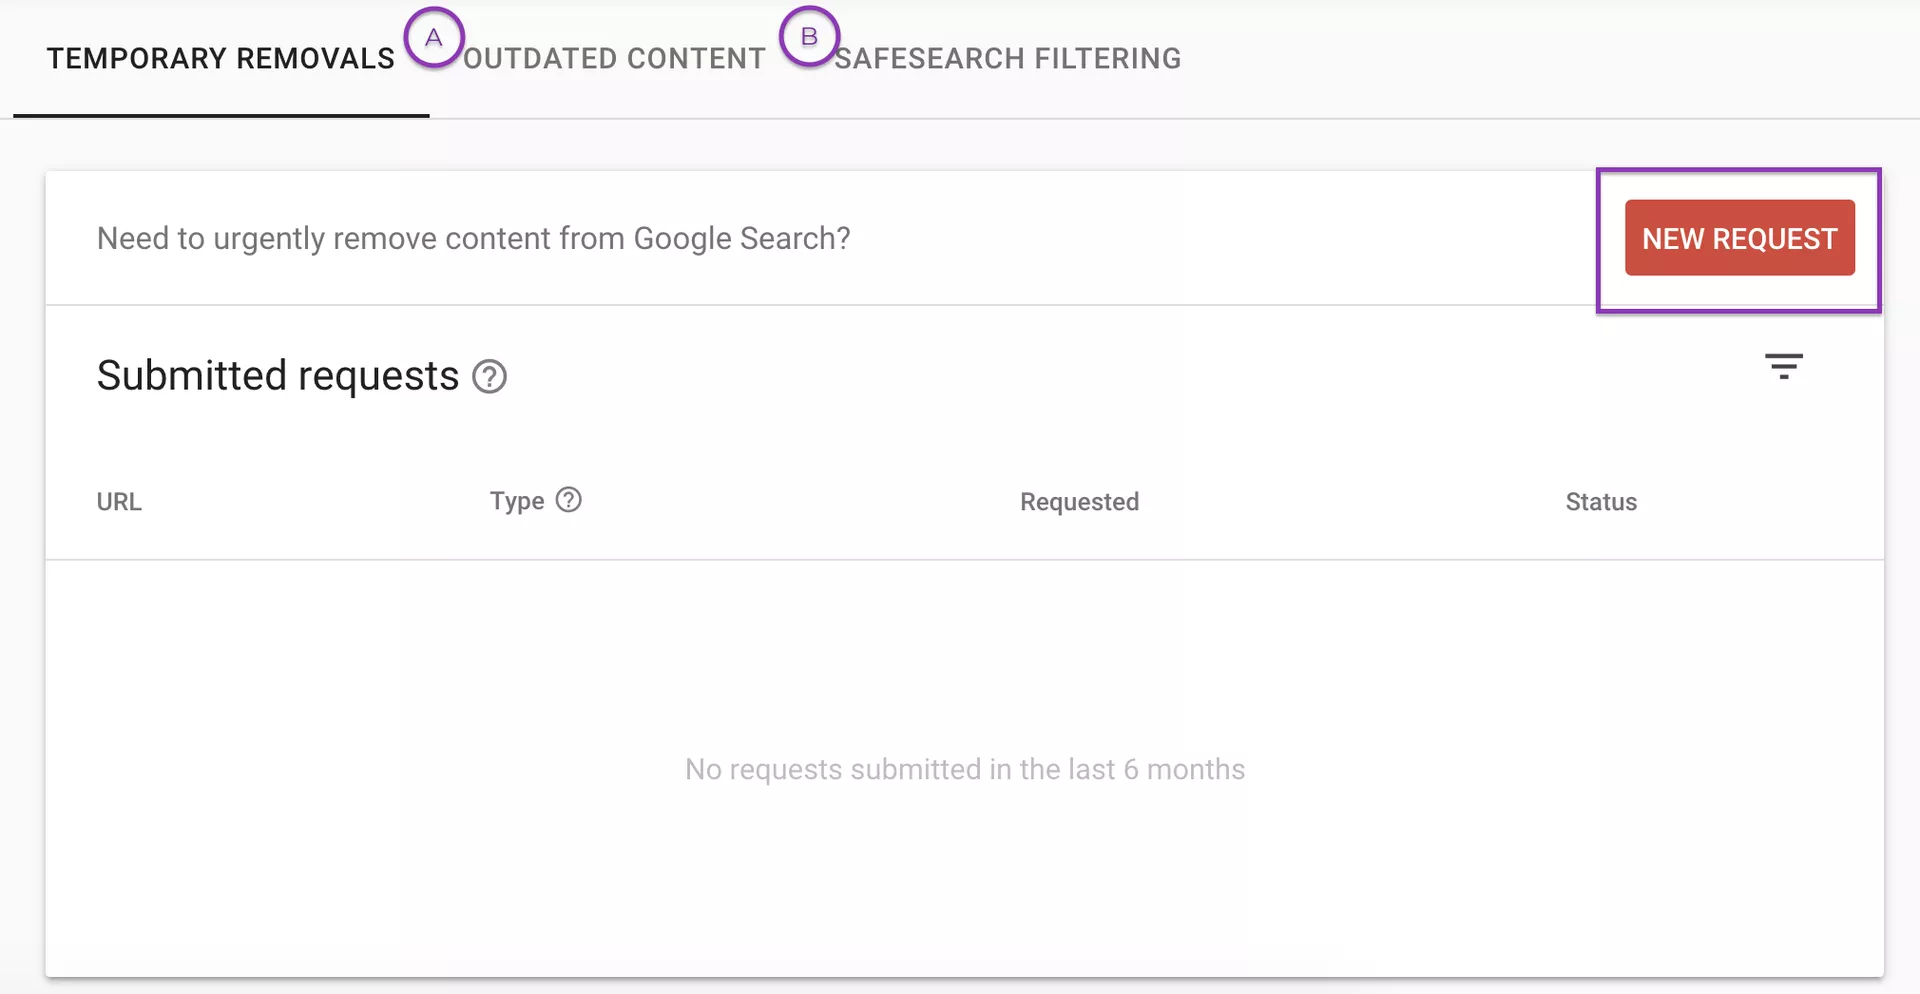 TEMPORARY REMOVALS A OUTDATED CONTENT B SAFESEARCH FILTERING
Need to urgently remove content from Google Search? NEW REQUEST
Submitted requests ?
URL Type ? Requested Status
No requests submitted in the last 6 months